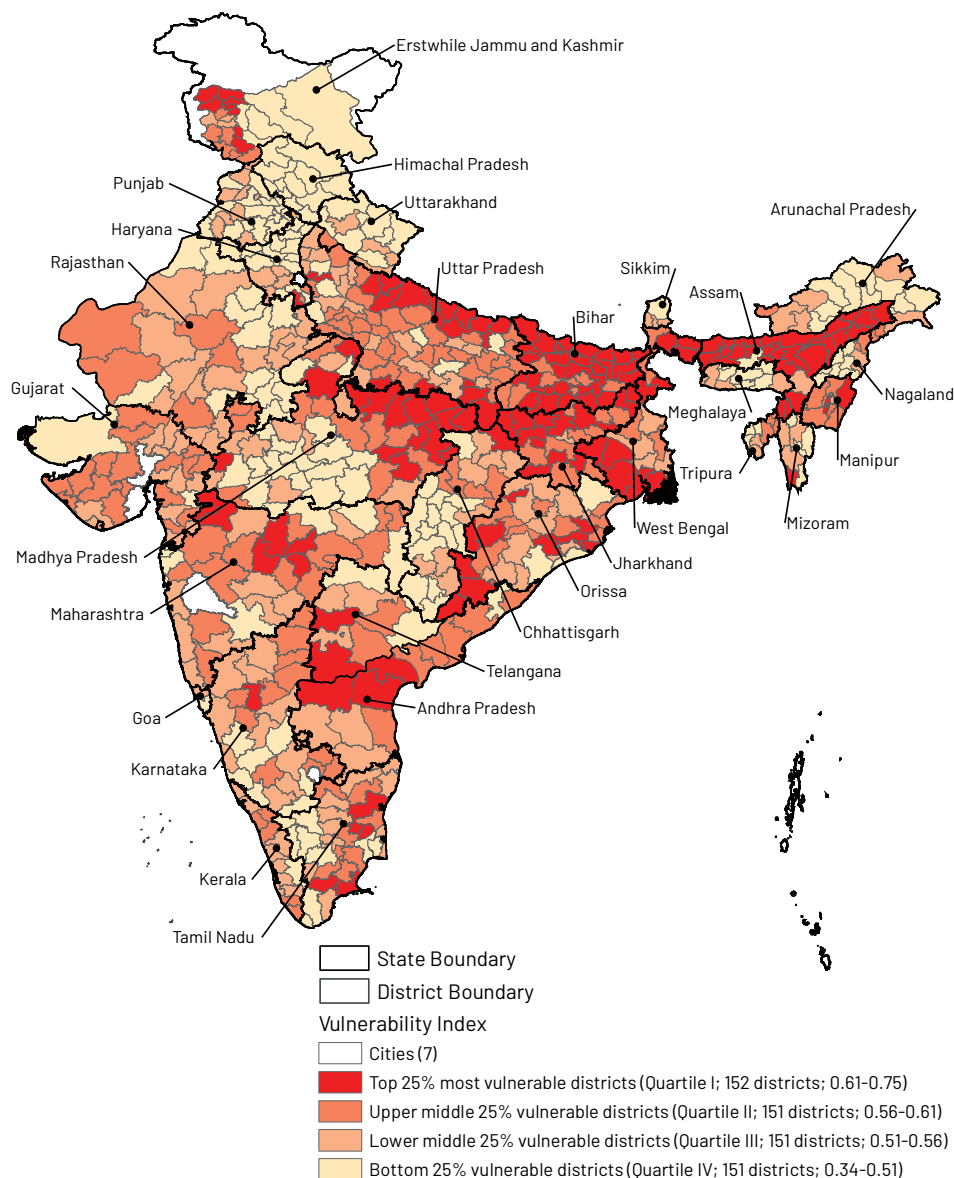 Erstwhile Jammu and Kashmir
Himachal Pradesh
Punjab
Uttarakhand
Arunachal Pradesh
Haryana
Rajasthan
Uttar Pradesh
Sikkim
Assam
Bihar
Gujarat
Nagaland
Meghalaya
Manipur
Tripura
Mizoram
West Bengal
Madhya Pradesh
Jharkhand
Orissa
Maharashtra
Chhattisgarh
Telangana
Andhra Pradesh
Goa
Karnataka
Kerala
Tamil Nadu
State Boundary
District Boundary
Vulnerability Index
Cities (7)
Top 25% most vulnerable districts (Quartile I; 152 districts; 0.61-0.75)
Upper middle 25% vulnerable districts (Quartile II; 151 districts; 0.56-0.61)
Lower middle 25% vulnerable districts (Quartile III; 151 districts; 0.51-0.56)
Bottom 25% vulnerable districts (Quartile IV; 151 districts; 0.34-0.51)